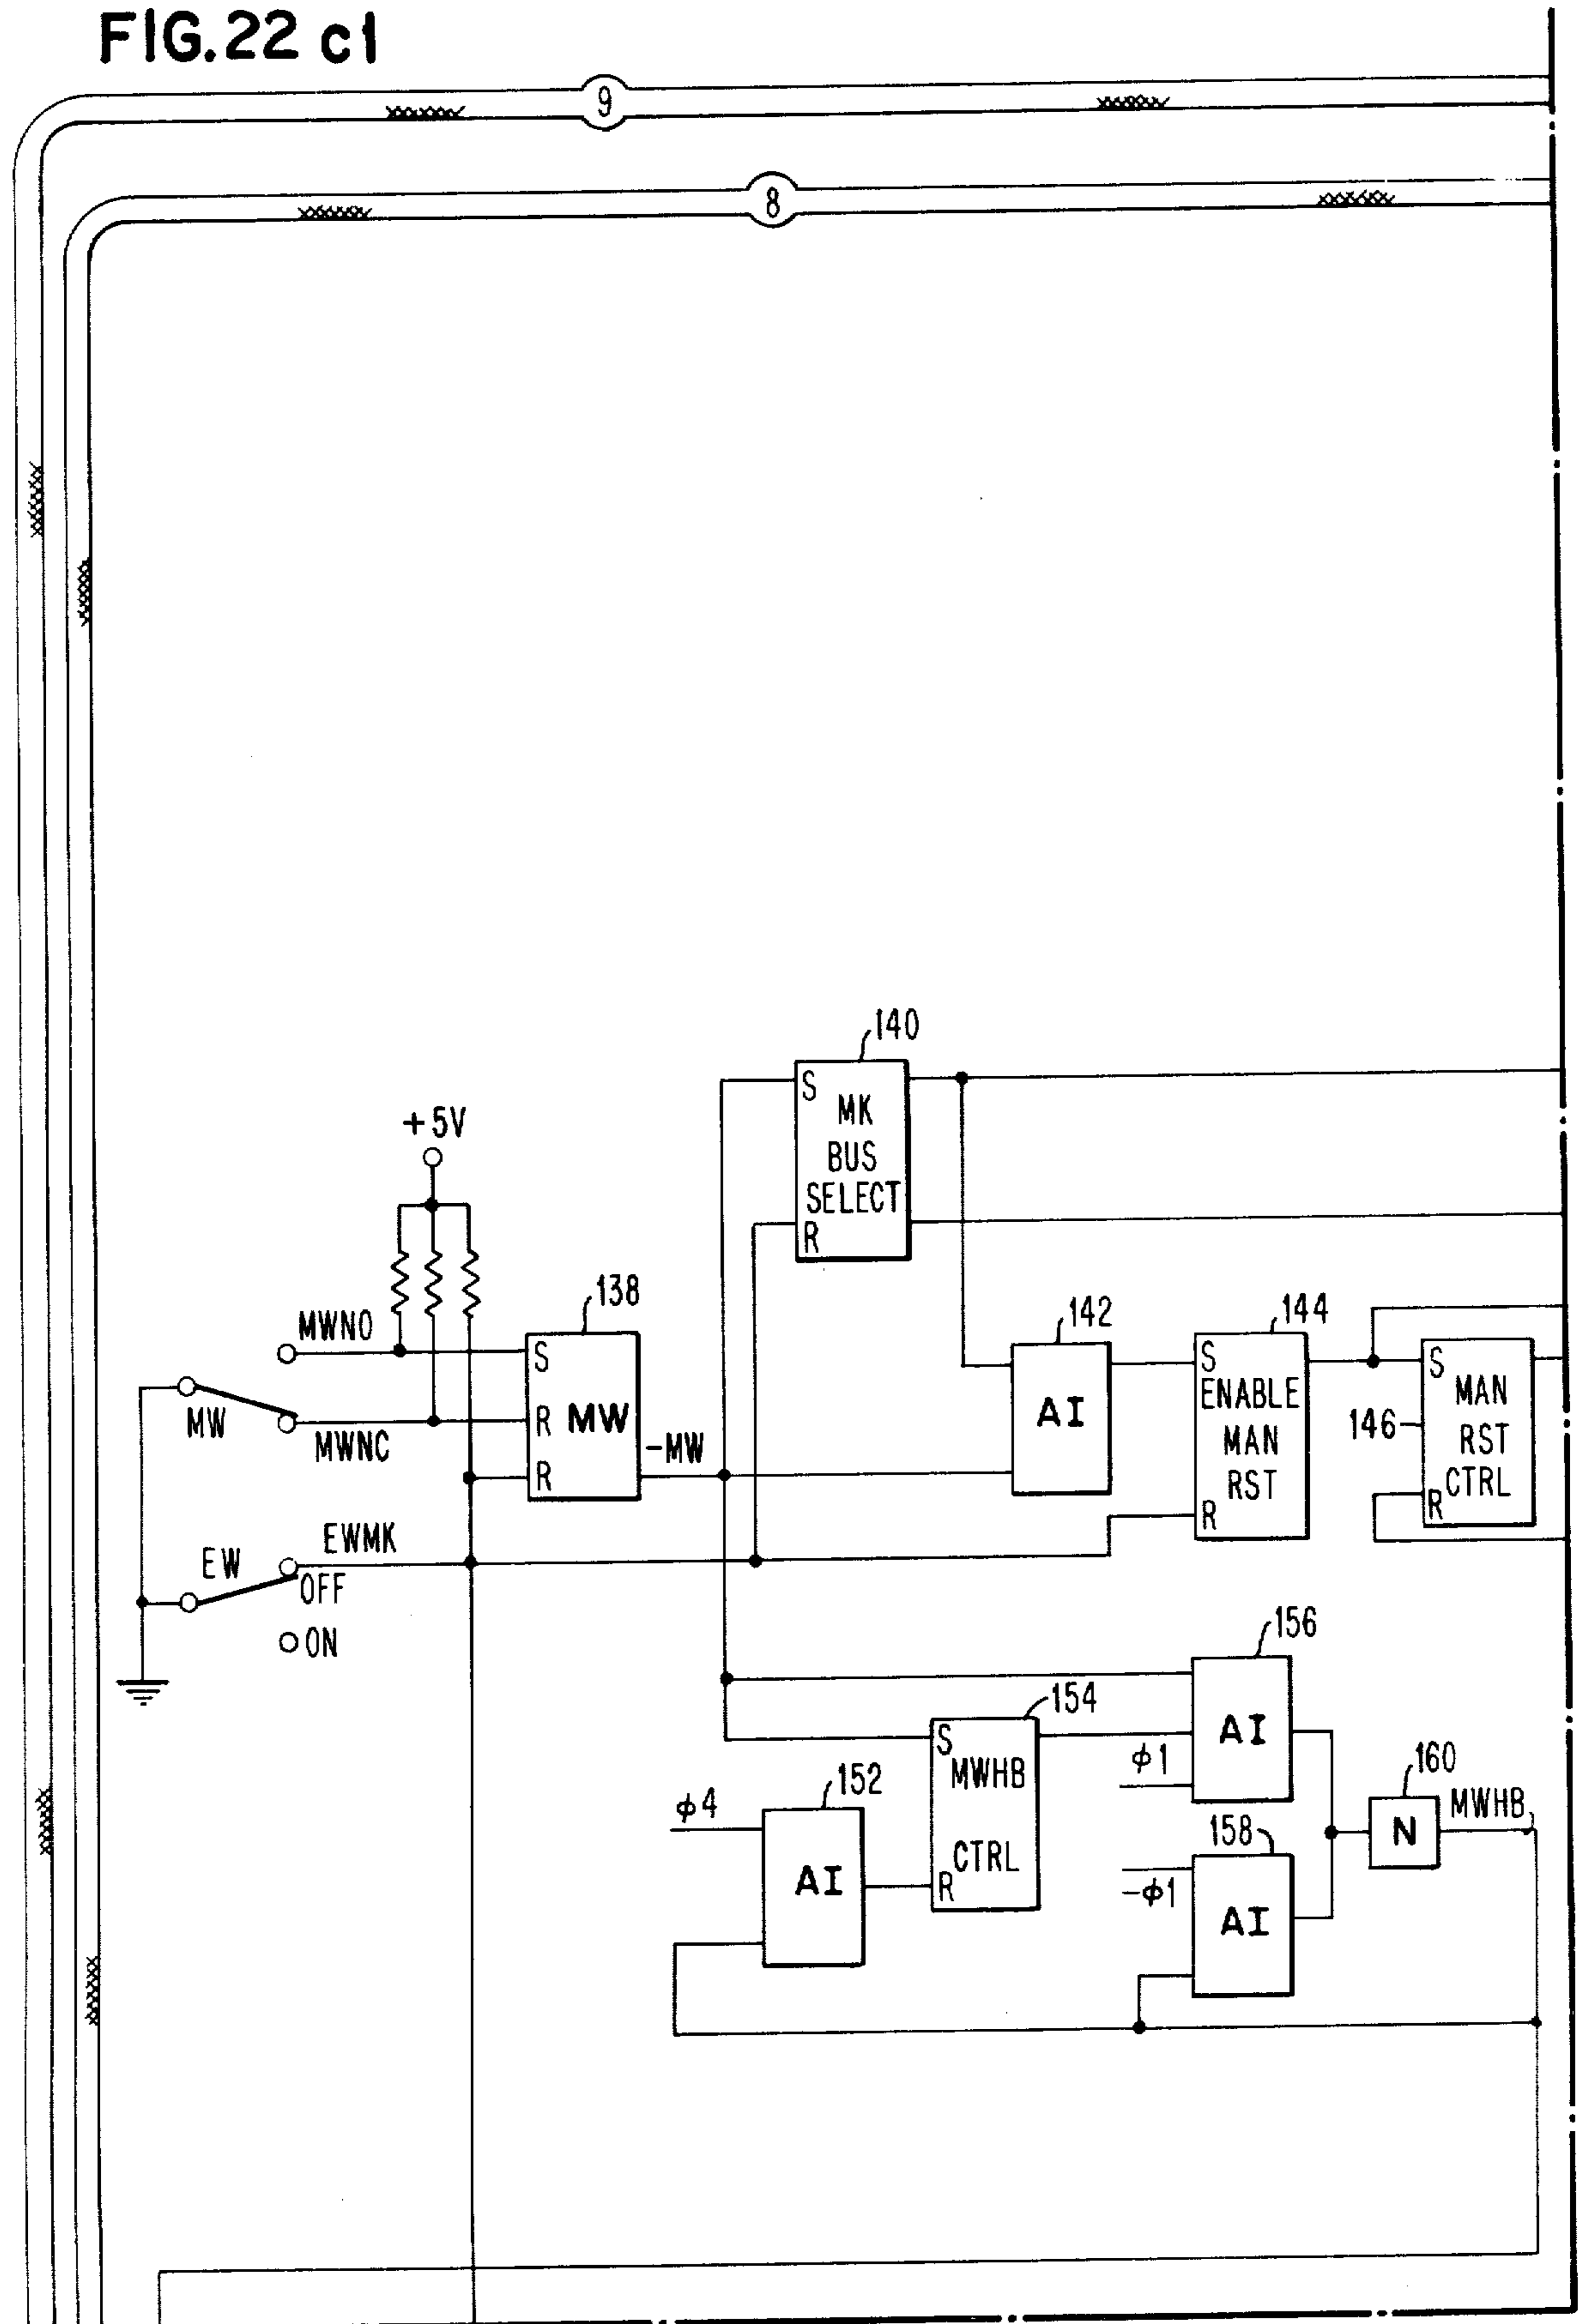 FIG.22 c1
9
8
140
S
MK
BUS
SELECT
R
+5V
138
MWNO
S
R
MW
R
MW
MWNC
-MW
142
AI
144
S
ENABLE
MAN
RST
R
146
S
MAN
RST
CTRL
R
EWMK
EW
OFF
ON
156
AI
154
S
MWHB
CTRL
R
ϕ1
152
ϕ4
AI
158
-ϕ1
AI
160
N
MWHB